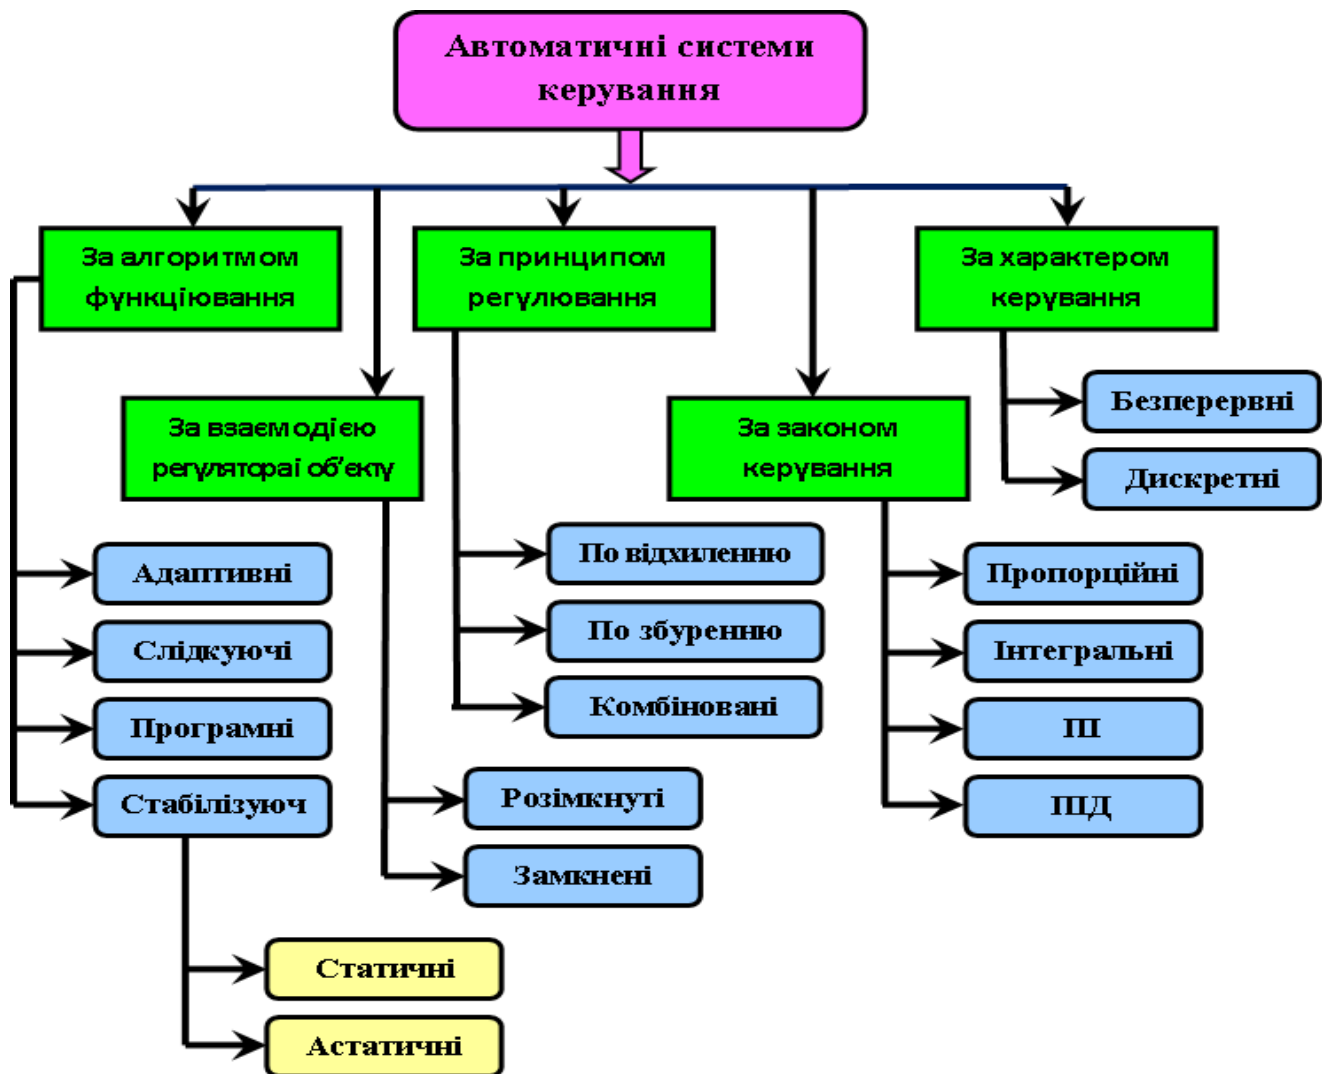 Автоматичні системи
керування
За алгоритмом
функціювання
За принципом
регулювання
За характером
керування
За взаємодією
регулятораі об'єкту
За законом
керування
Безперервні
Дискретні
Адаптивні
Слідкуючі
Програмні
Стабілізуюч
По відхиленню
По збуренню
Комбіновані
Пропорційні
Інтегральні
ПІ
ПІД
Розімкнуті
Замкнені
Статичні
Астатичні